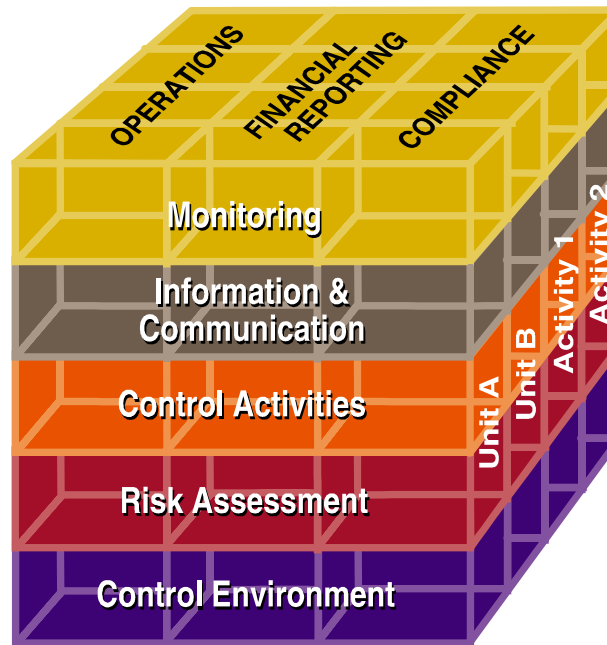 OPERATIONS
FINANCIAL
REPORTING
COMPLIANCE
Monitoring
Information &
Communication
Control Activities
Risk Assessment
Control Environment
Unit A
Unit B
Activity 1
Activity 2